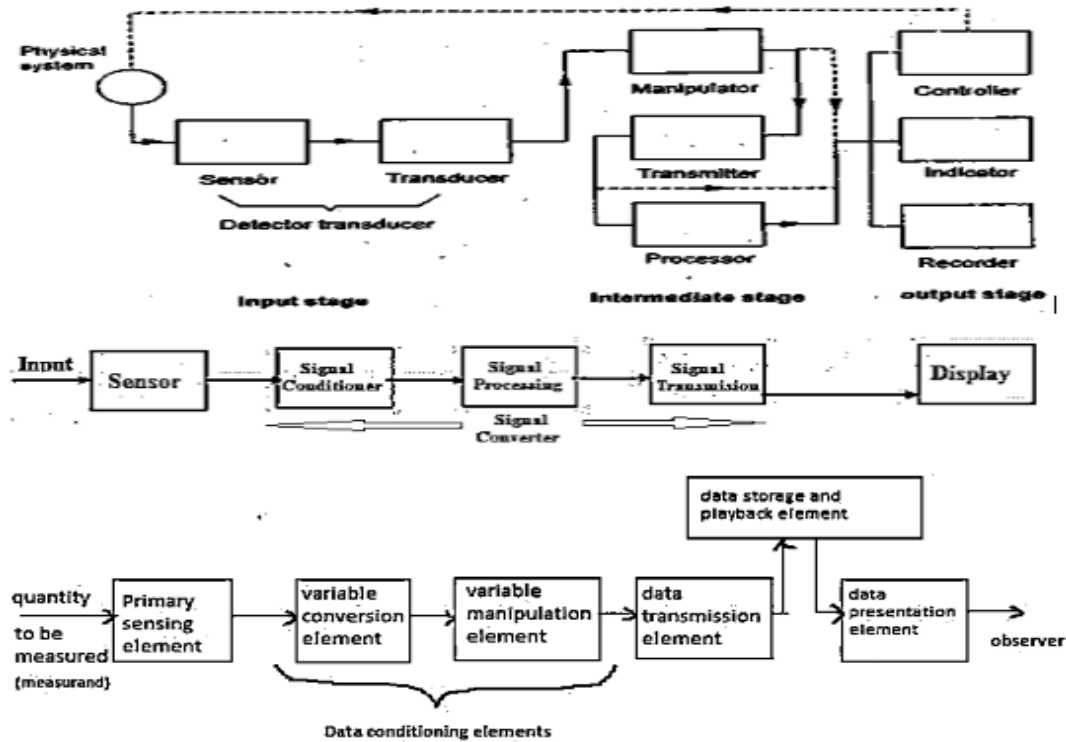 Physical
system
Manipulator
Controller
Sensor
Transducer
Transmitter
Indicator
Detector transducer
Processor
Recorder
Input stage
Intermediate stage
output stage
Input
Sensor
Signal
Conditioner
Signal
Processing
Signal
Transmision
Display
Signal
Converter
data storage and
playback element
quantity
to be
measured
(measurand)
Primary
sensing
element
variable
conversion
element
variable
manipulation
element
data
transmission
element
data
presentation
element
observer
Data conditioning elements